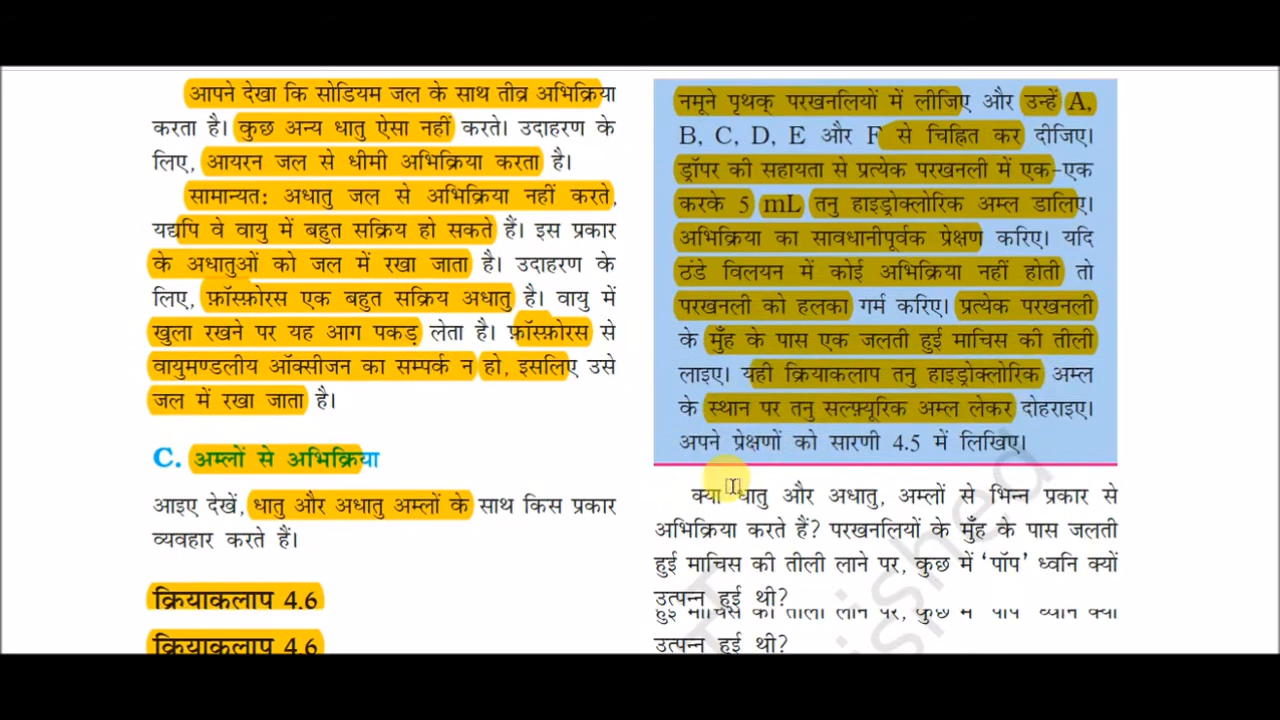 आपने देखा कि सोडियम जल के साथ तीव्र अभिक्रिया
करता है। कुछ अन्य धातु ऐसा नहीं करते। उदाहरण के
लिए, आयरन जल से धीमी अभिक्रिया करता है।
सामान्यत: अधातु जल से अभिक्रिया नहीं करते,
यद्यपि वे वायु में बहुत सक्रिय हो सकते हैं। इस प्रकार
के अधातुओं को जल में रखा जाता है। उदाहरण के
लिए, फ़ॉस्फ़ोरस एक बहुत सक्रिय अधातु है। वायु में
खुला रखने पर यह आग पकड़ लेता है। फ़ॉस्फ़ोरस से
वायुमण्डलीय ऑक्सीजन का सम्पर्क न हो, इसलिए उसे
जल में रखा जाता है।
C. अम्लों से अभिक्रिया
आइए देखें, धातु और अधातु अम्लों के साथ किस प्रकार
व्यवहार करते हैं।
क्रियाकलाप 4.6
क्रियाकलाप 4.6
नमूने पृथक् परखनलियों में लीजिए और उन्हें A,
B, C, D, E और F से चिह्नित कर दीजिए।
ड्रॉपर की सहायता से प्रत्येक परखनली में एक-एक
करके 5 mL तनु हाइड्रोक्लोरिक अम्ल डालिए।
अभिक्रिया का सावधानीपूर्वक प्रेक्षण करिए। यदि
ठंडे विलयन में कोई अभिक्रिया नहीं होती तो
परखनली को हलका गर्म करिए। प्रत्येक परखनली
के मुँह के पास एक जलती हुई माचिस की तीली
लाइए। यही क्रियाकलाप तनु हाइड्रोक्लोरिक अम्ल
के स्थान पर तनु सल्फ़्यूरिक अम्ल लेकर दोहराइए।
अपने प्रेक्षणों को सारणी 4.5 में लिखिए।
क्या धातु और अधातु, अम्लों से भिन्न प्रकार से
अभिक्रिया करते हैं? परखनलियों के मुँह के पास जलती
हुई माचिस की तीली लाने पर, कुछ में ‘पॉप’ ध्वनि क्यों
उत्पन्न हुई थी?
हुई माचिस की तीली लाने पर, कुछ में ‘पॉप’ ध्वनि क्यों
उत्पन्न हुई थी?